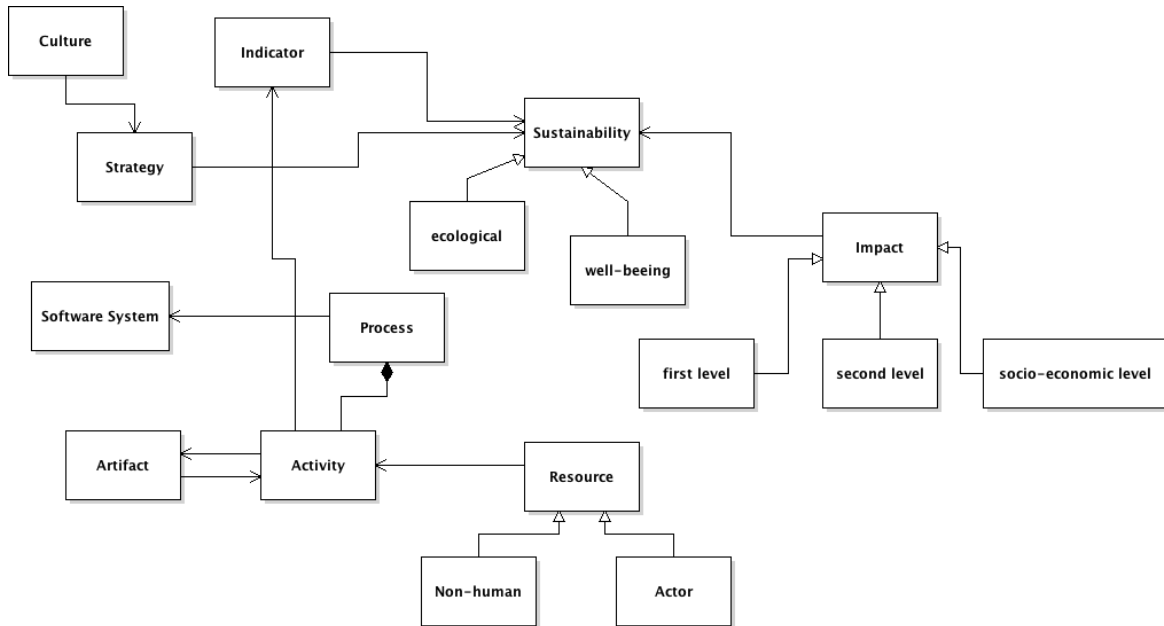 Culture
Indicator
Sustainability
Strategy
ecological
well-beeing
Impact
Software System
Process
first level
second level
socio-economic level
Artifact
Activity
Resource
Non-human
Actor